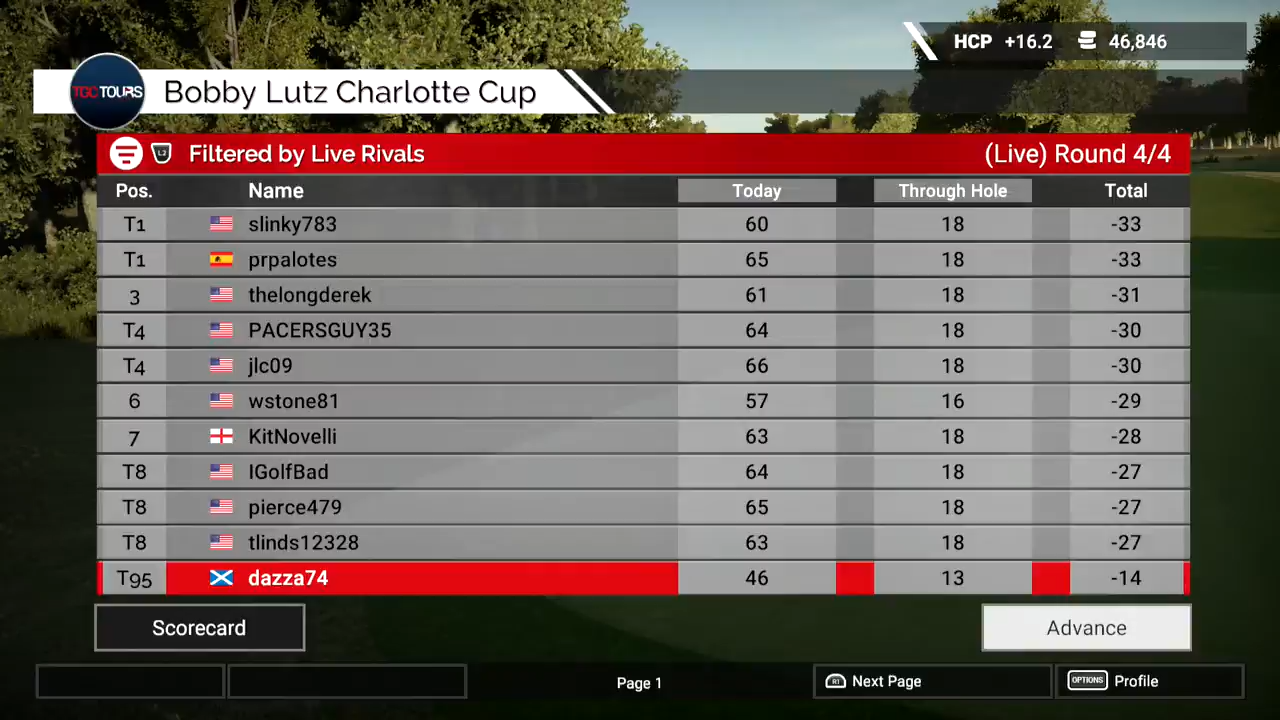 HCP +16.2 46,846
TGC TOURS Bobby Lutz Charlotte Cup
L2 Filtered by Live Rivals (Live) Round 4/4
Pos. Name Today Through Hole Total
T1 slinky783 60 18 -33
T1 prpalotes 65 18 -33
3 thelongderek 61 18 -31
T4 PACERSGUY35 64 18 -30
T4 jlc09 66 18 -30
6 wstone81 57 16 -29
7 KitNovelli 63 18 -28
T8 IGolfBad 64 18 -27
T8 pierce479 65 18 -27
T8 tlinds12328 63 18 -27
T95 dazza74 46 13 -14
Scorecard Advance
Page 1 R1 Next Page OPTIONS Profile